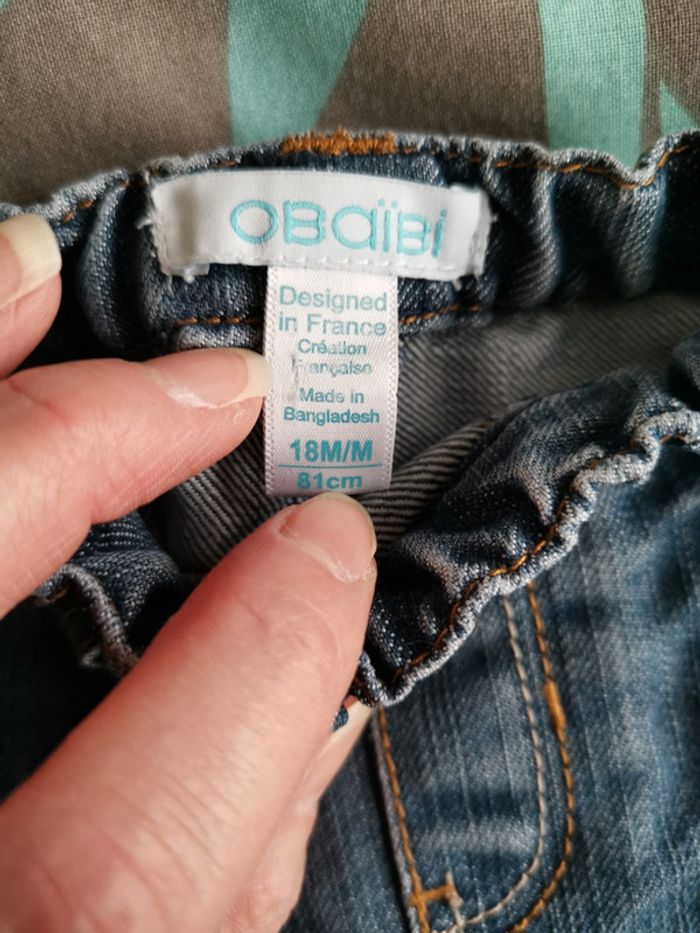 OBaïBi
Designed
in France
Création
Française
Made in
Bangladesh
18M/M
81cm